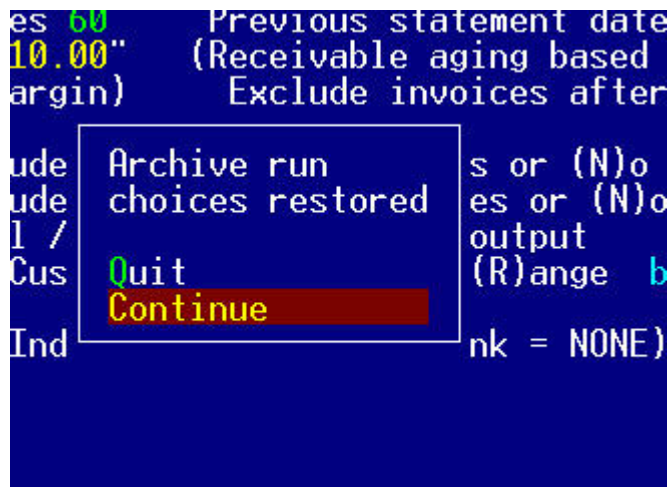 es 60 Previous statement date
10.00" (Receivable aging based
argin) Exclude invoices after
ude Archive run s or (N)o
ude choices restored es or (N)o
l / output
Cus Quit (R)ange b
Continue
Ind nk = NONE)